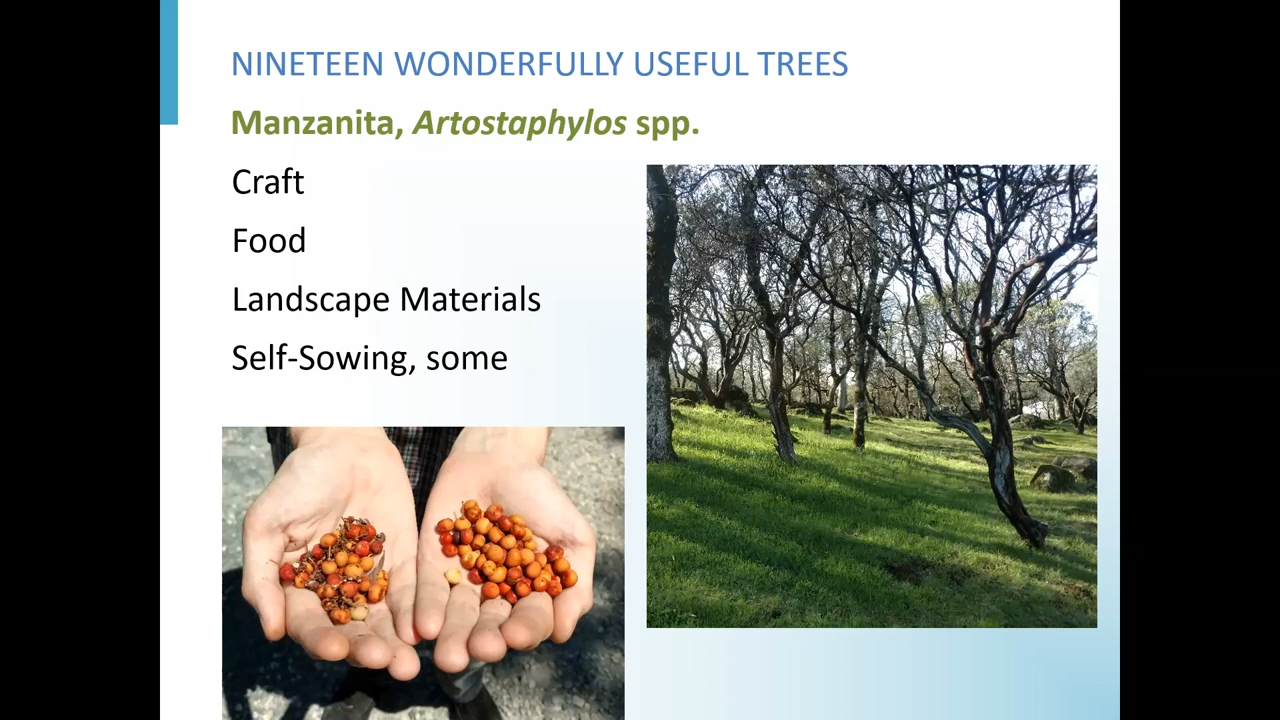 NINETEEN WONDERFULLY USEFUL TREES
Manzanita, Artostaphylos spp.
Craft
Food
Landscape Materials
Self-Sowing, some